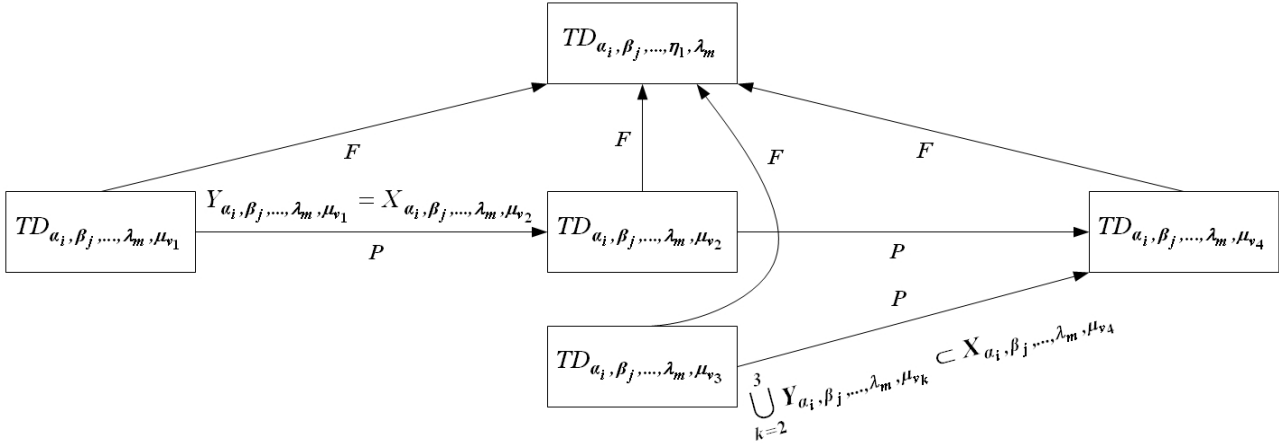 TD_{α_i,β_j,...,η_l,λ_m}
F
F
F
F
Y_{α_i,β_j,...,λ_m,μ_{v_1}} = X_{α_i,β_j,...,λ_m,μ_{v_2}}
TD_{α_i,β_j,...,λ_m,μ_{v_1}}
P
TD_{α_i,β_j,...,λ_m,μ_{v_2}}
P
TD_{α_i,β_j,...,λ_m,μ_{v_4}}
P
TD_{α_i,β_j,...,λ_m,μ_{v_3}}
⋃_{k=2}^{3} Y_{α_i,β_j,...,λ_m,μ_{v_k}} ⊂ X_{α_i,β_j,...,λ_m,μ_{v_4}}